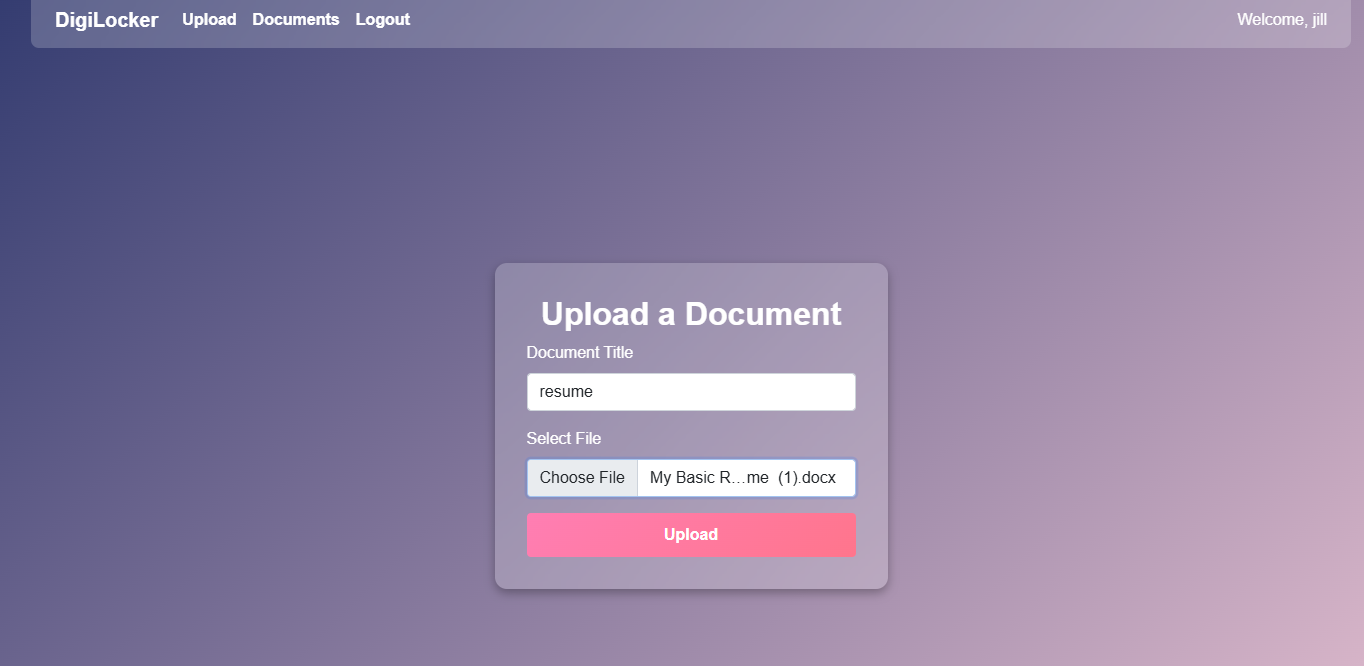 DigiLocker Upload Documents Logout Welcome, jill
Upload a Document
Document Title
resume
Select File
Choose File My Basic R...me (1).docx
Upload